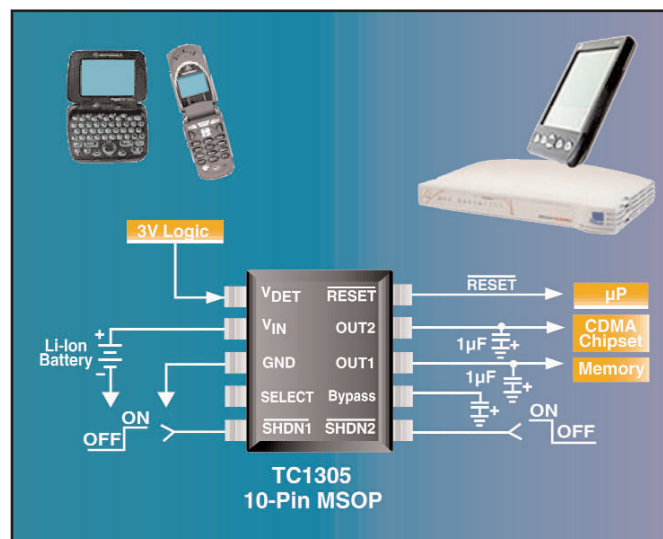 3V Logic
VDET
RESET
RESET
µP
VIN
OUT2
CDMA
Chipset
Li-Ion
Battery
+
–
1µF
+
GND
OUT1
Memory
1µF
+
SELECT
Bypass
+
ON
OFF
SHDN1
SHDN2
ON
OFF
TC1305
10-Pin MSOP